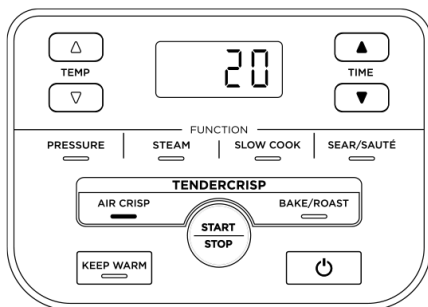 20
TEMP
TIME
FUNCTION
PRESSURE STEAM SLOW COOK SEAR/SAUTÉ
TENDERCRISP
AIR CRISP BAKE/ROAST
START
STOP
KEEP WARM